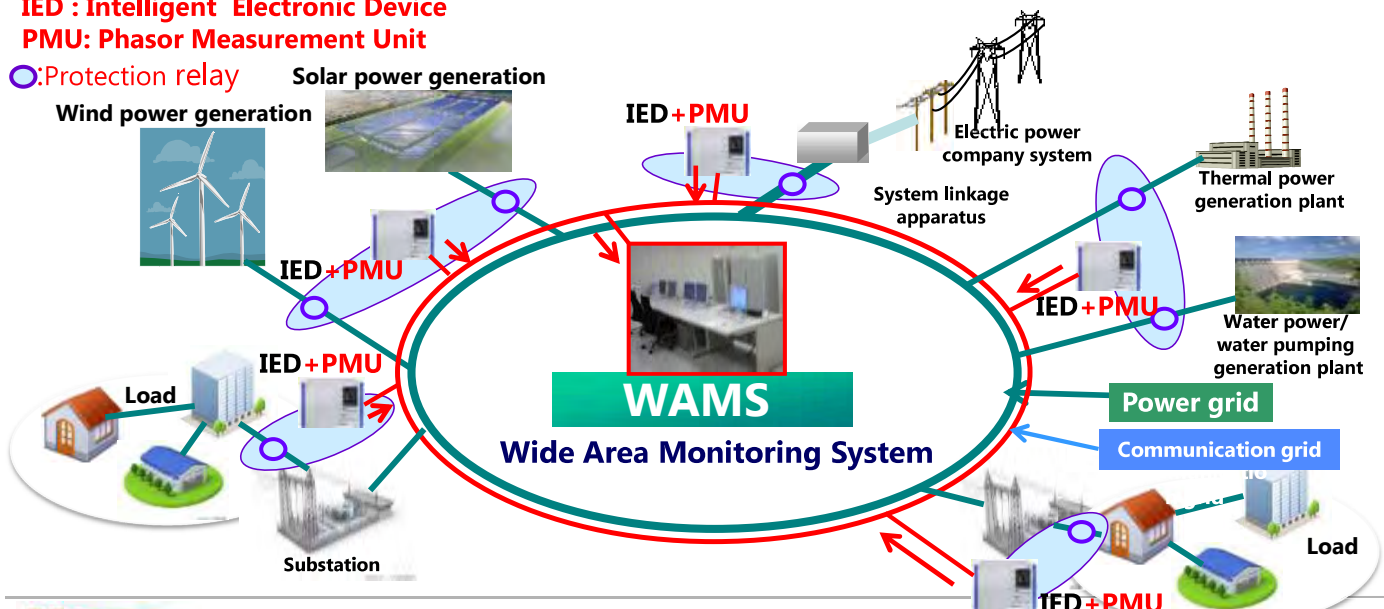 IED : Intelligent Electronic Device
PMU: Phasor Measurement Unit
:Protection relay
Solar power generation
Wind power generation
IED+PMU
Electric power
company system
System linkage
apparatus
Thermal power
generation plant
IED+PMU
IED+PMU
Water power/
water pumping
generation plant
IED+PMU
Load
WAMS
Wide Area Monitoring System
Power grid
Communication grid
Substation
Load
IED+PMU